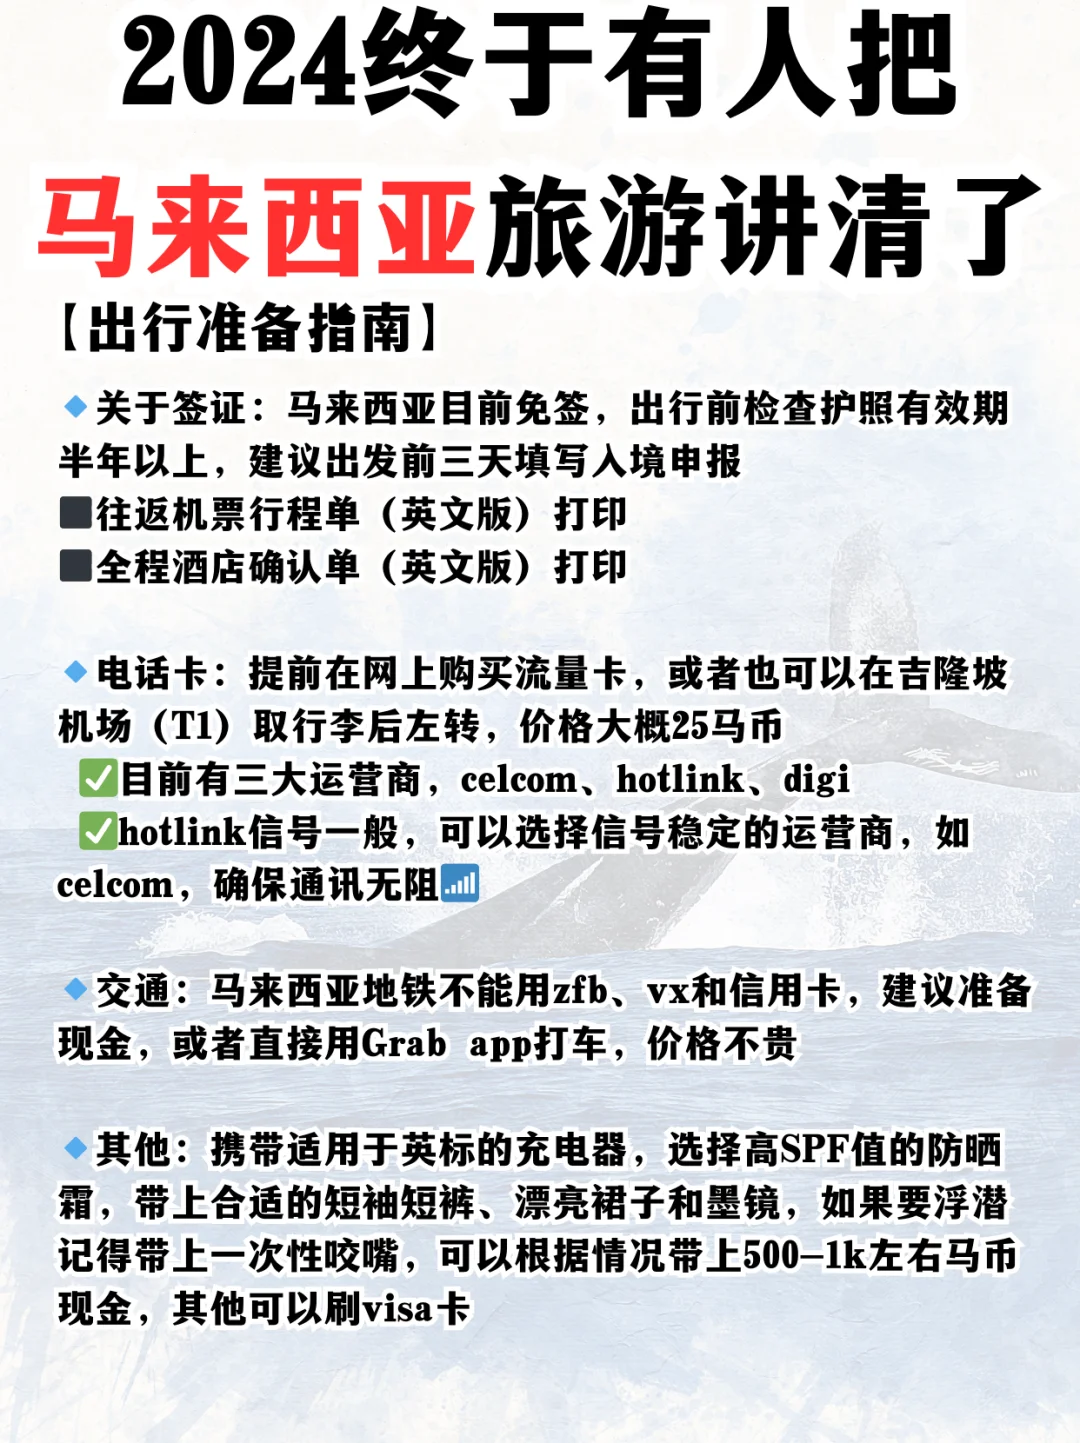 2024终于有人把
马来西亚旅游讲清了
【出行准备指南】
🔹关于签证：马来西亚目前免签，出行前检查护照有效期
半年以上，建议出发前三天填写入境申报
⬛往返机票行程单（英文版）打印
⬛全程酒店确认单（英文版）打印
🔹电话卡：提前在网上购买流量卡，或者也可以在吉隆坡
机场（T1）取行李后左转，价格大概25马币
✅目前有三大运营商，celcom、hotlink、digi
✅hotlink信号一般，可以选择信号稳定的运营商，如
celcom，确保通讯无阻📶
🔹交通：马来西亚地铁不能用zfb、vx和信用卡，建议准备
现金，或者直接用Grab app打车，价格不贵
🔹其他：携带适用于英标的充电器，选择高SPF值的防晒
霜，带上合适的短袖短裤、漂亮裙子和墨镜，如果要浮潜
记得带上一次性咬嘴，可以根据情况带上500-1k左右马币
现金，其他可以刷visa卡